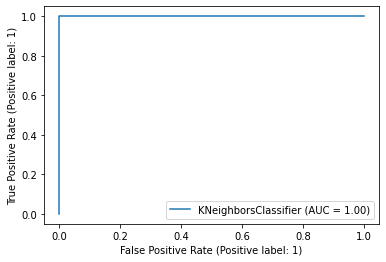 True Positive Rate (Positive label: 1)
1.0
0.8
0.6
0.4
0.2
0.0
KNeighborsClassifier (AUC = 1.00)
0.0 0.2 0.4 0.6 0.8 1.0
False Positive Rate (Positive label: 1)